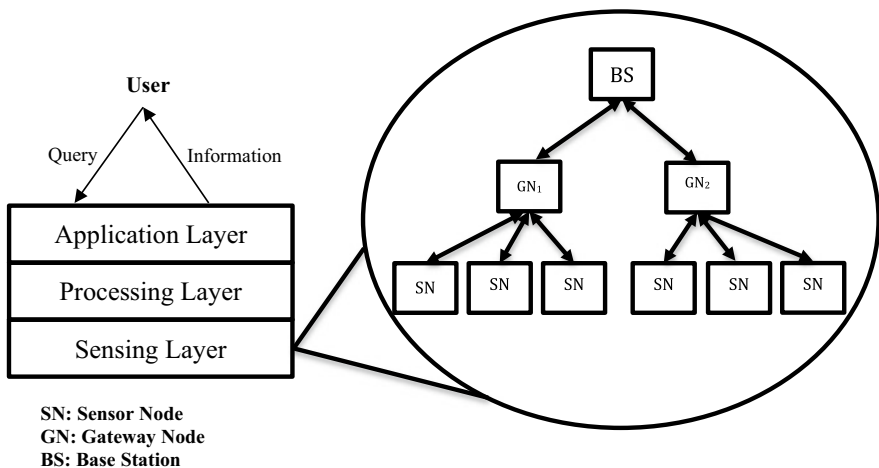 User
Query
Information
Application Layer
Processing Layer
Sensing Layer
SN: Sensor Node
GN: Gateway Node
BS: Base Station
BS
GN₁
GN₂
SN
SN
SN
SN
SN
SN